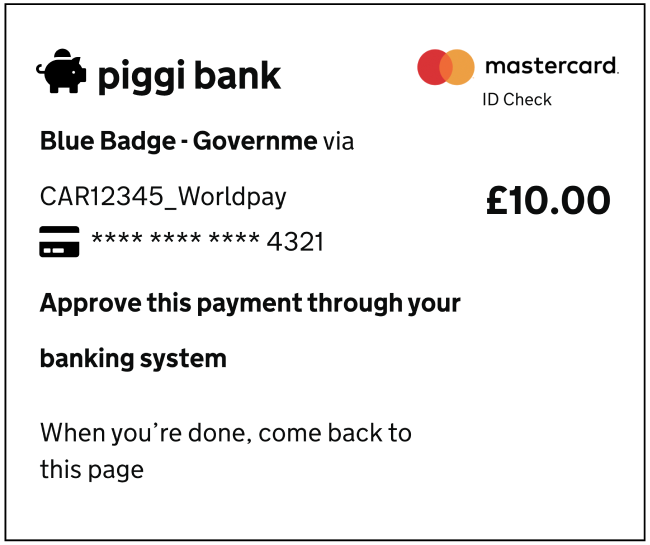 piggi bank
mastercard.
ID Check
Blue Badge - Governme via
CAR12345_Worldpay
£10.00
**** **** **** 4321
Approve this payment through your
banking system
When you’re done, come back to
this page